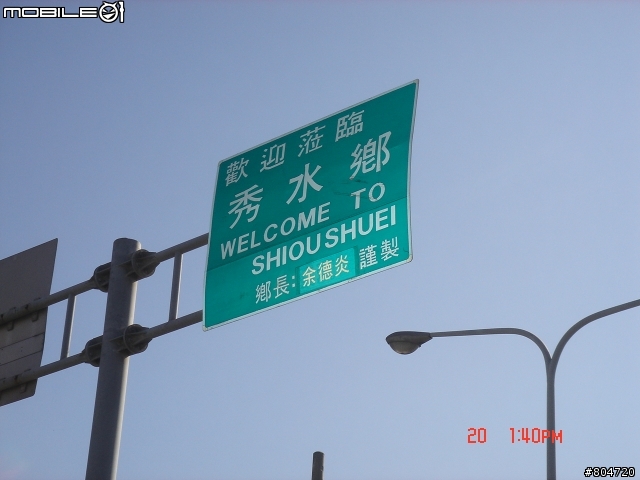 MOBILE01
歡迎蒞臨
秀水鄉
WELCOME TO
SHIOUSHUEI
鄉長:余德炎謹製
20 1:40PM
#804720